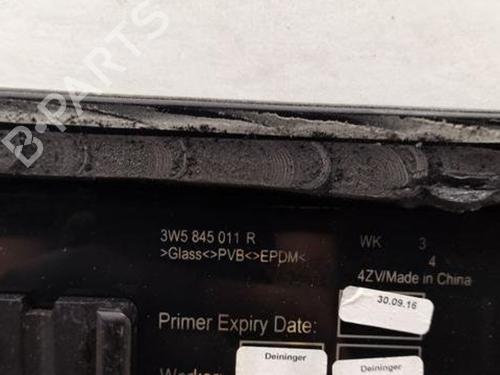 B-PARTS
3W5 845 011 R
>Glass<>PVB<>EPDM<
WK 3
4
4ZV/Made in China
30.09.16
Primer Expiry Date:
Deininger
Deininger